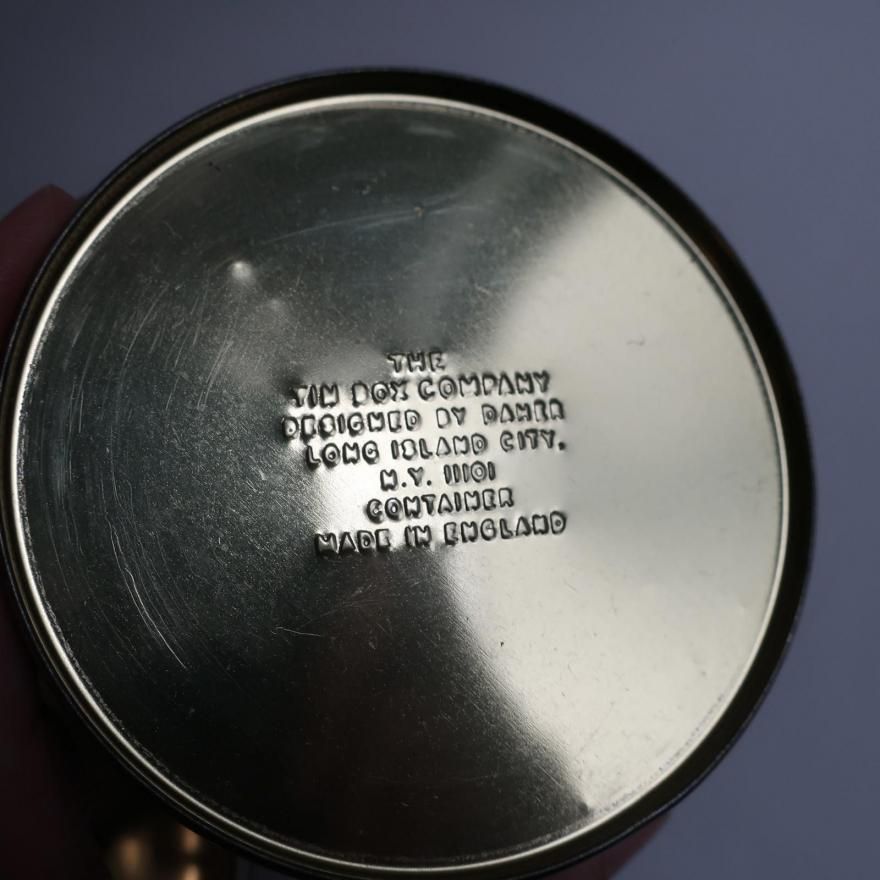 THE
TIN BOX COMPANY
DESIGNED BY DAHER
LONG ISLAND CITY,
N.Y. 11101
CONTAINER
MADE IN ENGLAND